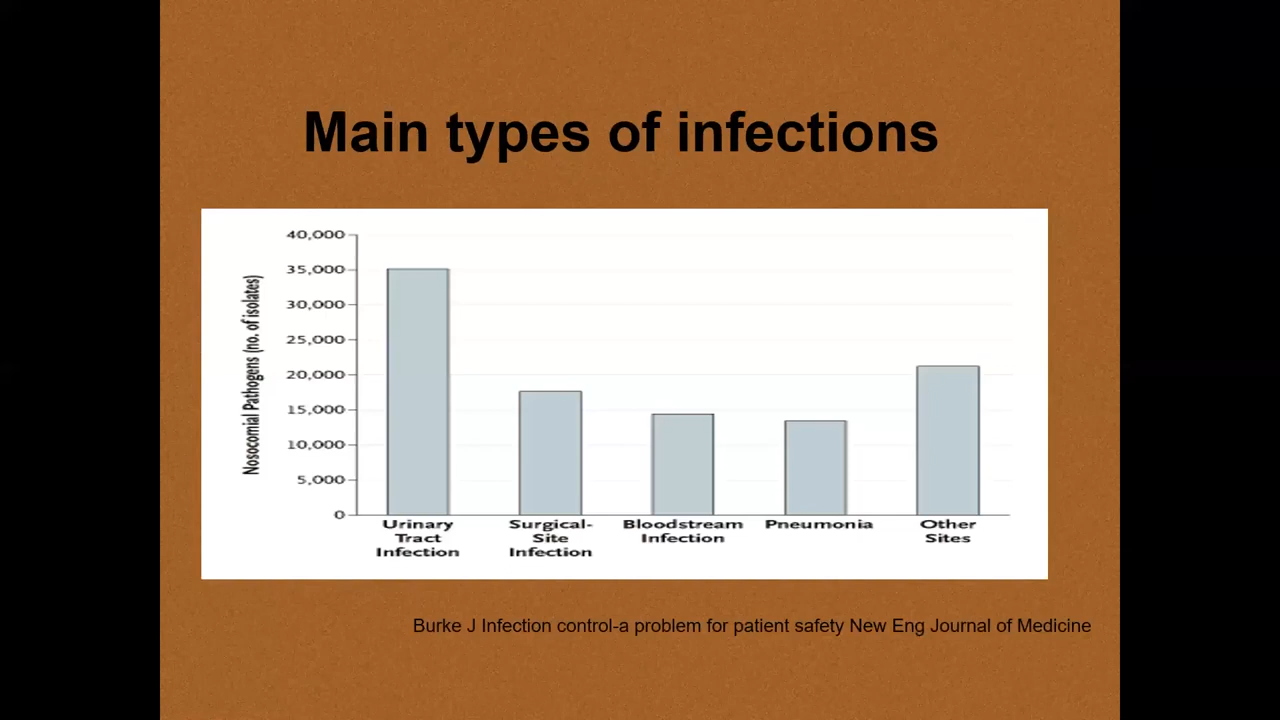 Main types of infections
Nosocomial Pathogens (no. of isolates)
40,000
35,000
30,000
25,000
20,000
15,000
10,000
5,000
0
Urinary
Tract
Infection
Surgical-
Site
Infection
Bloodstream
Infection
Pneumonia
Other
Sites
Burke J Infection control-a problem for patient safety New Eng Journal of Medicine